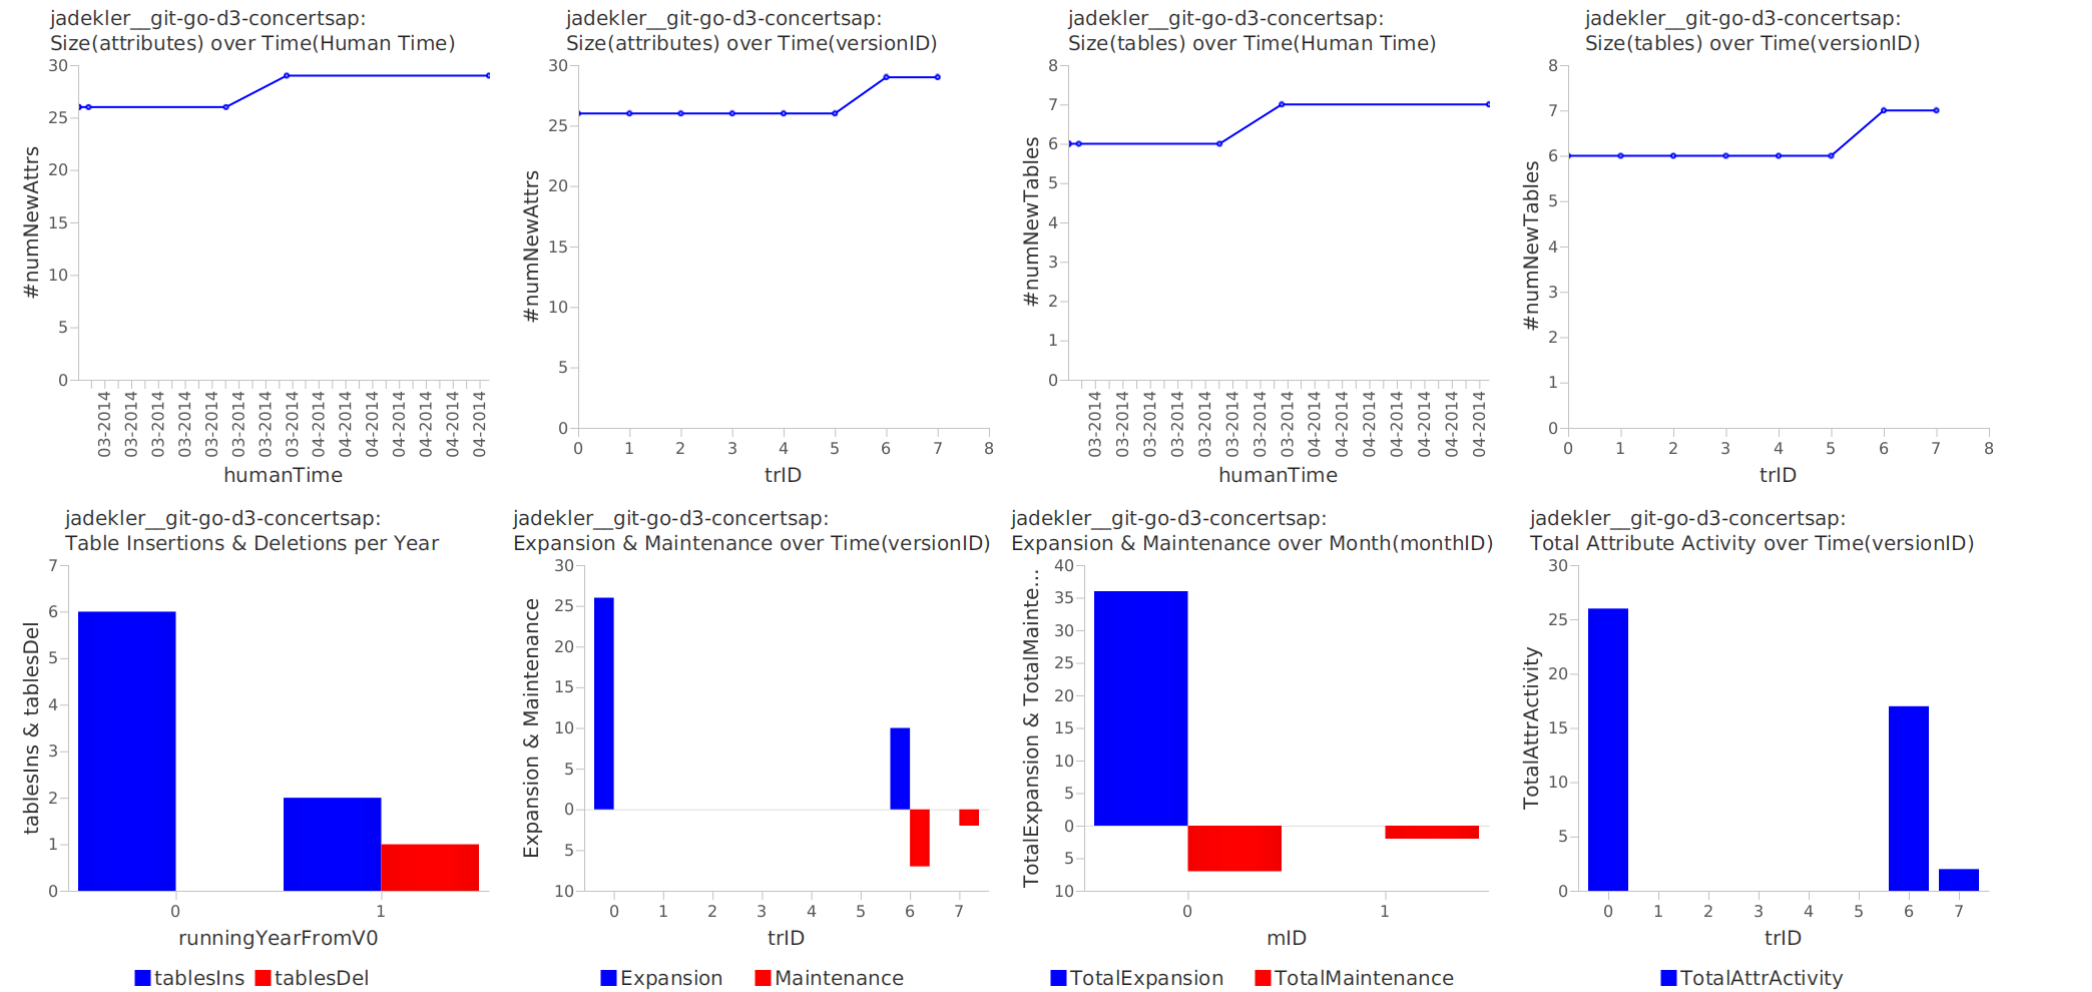 jadekler__git-go-d3-concertsap:
Size(attributes) over Time(Human Time)
30
25
20
15
10
5
0
#numNewAttrs
03-2014 03-2014 03-2014 03-2014 03-2014 03-2014 03-2014 03-2014 04-2014 04-2014 04-2014 04-2014 04-2014 04-2014 04-2014
humanTime
jadekler__git-go-d3-concertsap:
Size(attributes) over Time(versionID)
30
25
20
15
10
5
0
#numNewAttrs
0 1 2 3 4 5 6 7 8
trID
jadekler__git-go-d3-concertsap:
Size(tables) over Time(Human Time)
8
7
6
5
4
3
2
1
0
#numNewTables
03-2014 03-2014 03-2014 03-2014 03-2014 03-2014 03-2014 03-2014 04-2014 04-2014 04-2014 04-2014 04-2014 04-2014 04-2014
humanTime
jadekler__git-go-d3-concertsap:
Size(tables) over Time(versionID)
8
7
6
5
4
3
2
1
0
#numNewTables
0 1 2 3 4 5 6 7 8
trID
jadekler__git-go-d3-concertsap:
Table Insertions & Deletions per Year
7
6
5
4
3
2
1
0
tablesIns & tablesDel
0 1
runningYearFromV0
tablesIns tablesDel
jadekler__git-go-d3-concertsap:
Expansion & Maintenance over Time(versionID)
30
25
20
15
10
5
0
5
10
Expansion & Maintenance
0 1 2 3 4 5 6 7
trID
Expansion Maintenance
jadekler__git-go-d3-concertsap:
Expansion & Maintenance over Month(monthID)
40
35
30
25
20
15
10
5
0
5
10
TotalExpansion & TotalMainte...
0 1
mID
TotalExpansion TotalMaintenance
jadekler__git-go-d3-concertsap:
Total Attribute Activity over Time(versionID)
30
25
20
15
10
5
0
TotalAttrActivity
0 1 2 3 4 5 6 7
trID
TotalAttrActivity